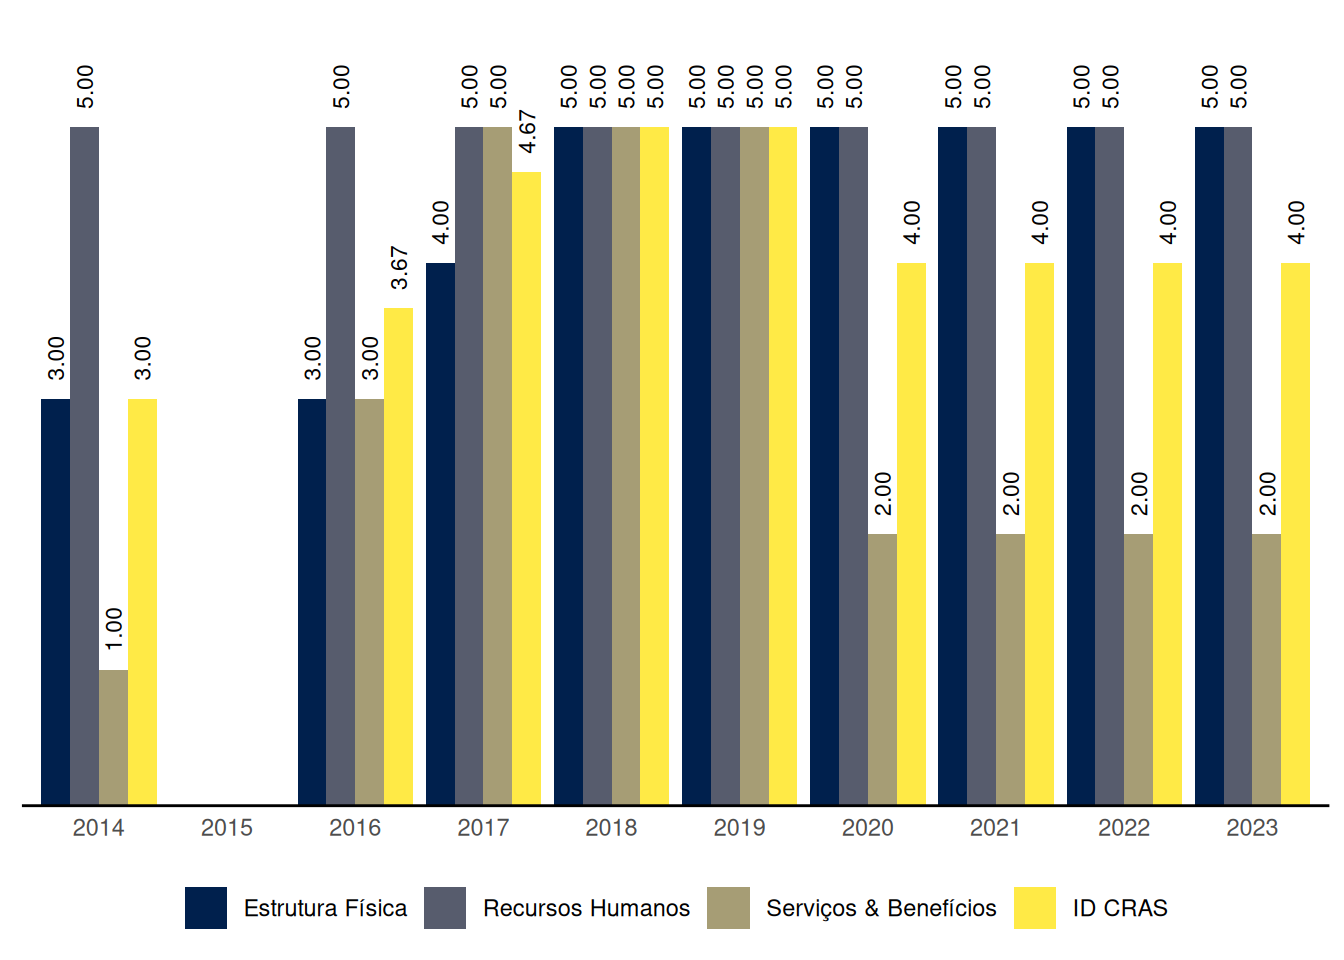 5.00 5.00 5.00 5.00 5.00 5.00 5.00 5.00 5.00 5.00 5.00 5.00 5.00 5.00 5.00 5.00 5.00 5.00 5.00 5.00
4.67
4.00 4.00 4.00 4.00 4.00
3.67
3.00 3.00 3.00 3.00
2.00 2.00 2.00 2.00
1.00
2014 2015 2016 2017 2018 2019 2020 2021 2022 2023
Estrutura Física Recursos Humanos Serviços & Benefícios ID CRAS